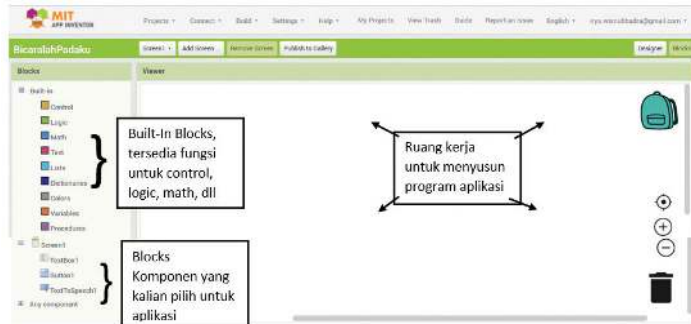 MIT
APP INVENTOR
Projects Connect Build Settings Help My Projects View Trash Guide Report an Issue English
BicaralahPadaku
Screen1 Add Screen ... Remove Screen Publish to Gallery
Designer Blocks
Blocks
Viewer
Built-in
Control
Logic
Math
Text
Lists
Dictionaries
Colors
Variables
Procedures
Screen1
TextBox1
Button1
TextToSpeech1
Any component
Built-In Blocks,
tersedia fungsi
untuk control,
logic, math, dll
Blocks
Komponen yang
kalian pilih untuk
aplikasi
Ruang kerja
untuk menyusun
program aplikasi